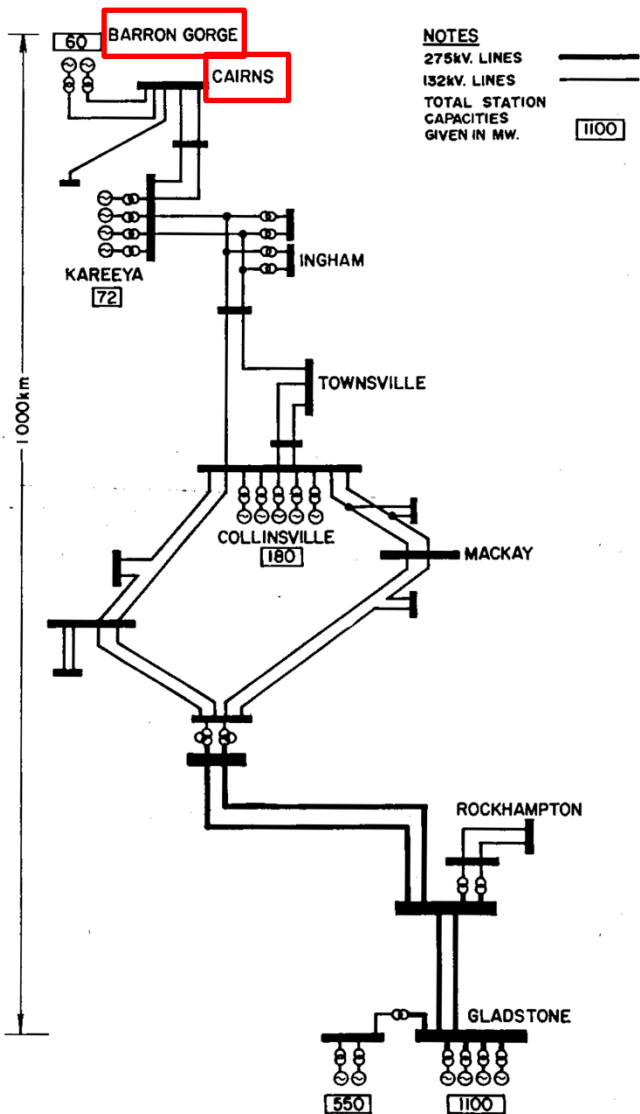 60
BARRON GORGE
CAIRNS
NOTES
275kV. LINES
132kV. LINES
TOTAL STATION
CAPACITIES
GIVEN IN MW.
1100
KAREEYA
72
INGHAM
TOWNSVILLE
1000km
COLLINSVILLE
180
MACKAY
ROCKHAMPTON
GLADSTONE
550
1100